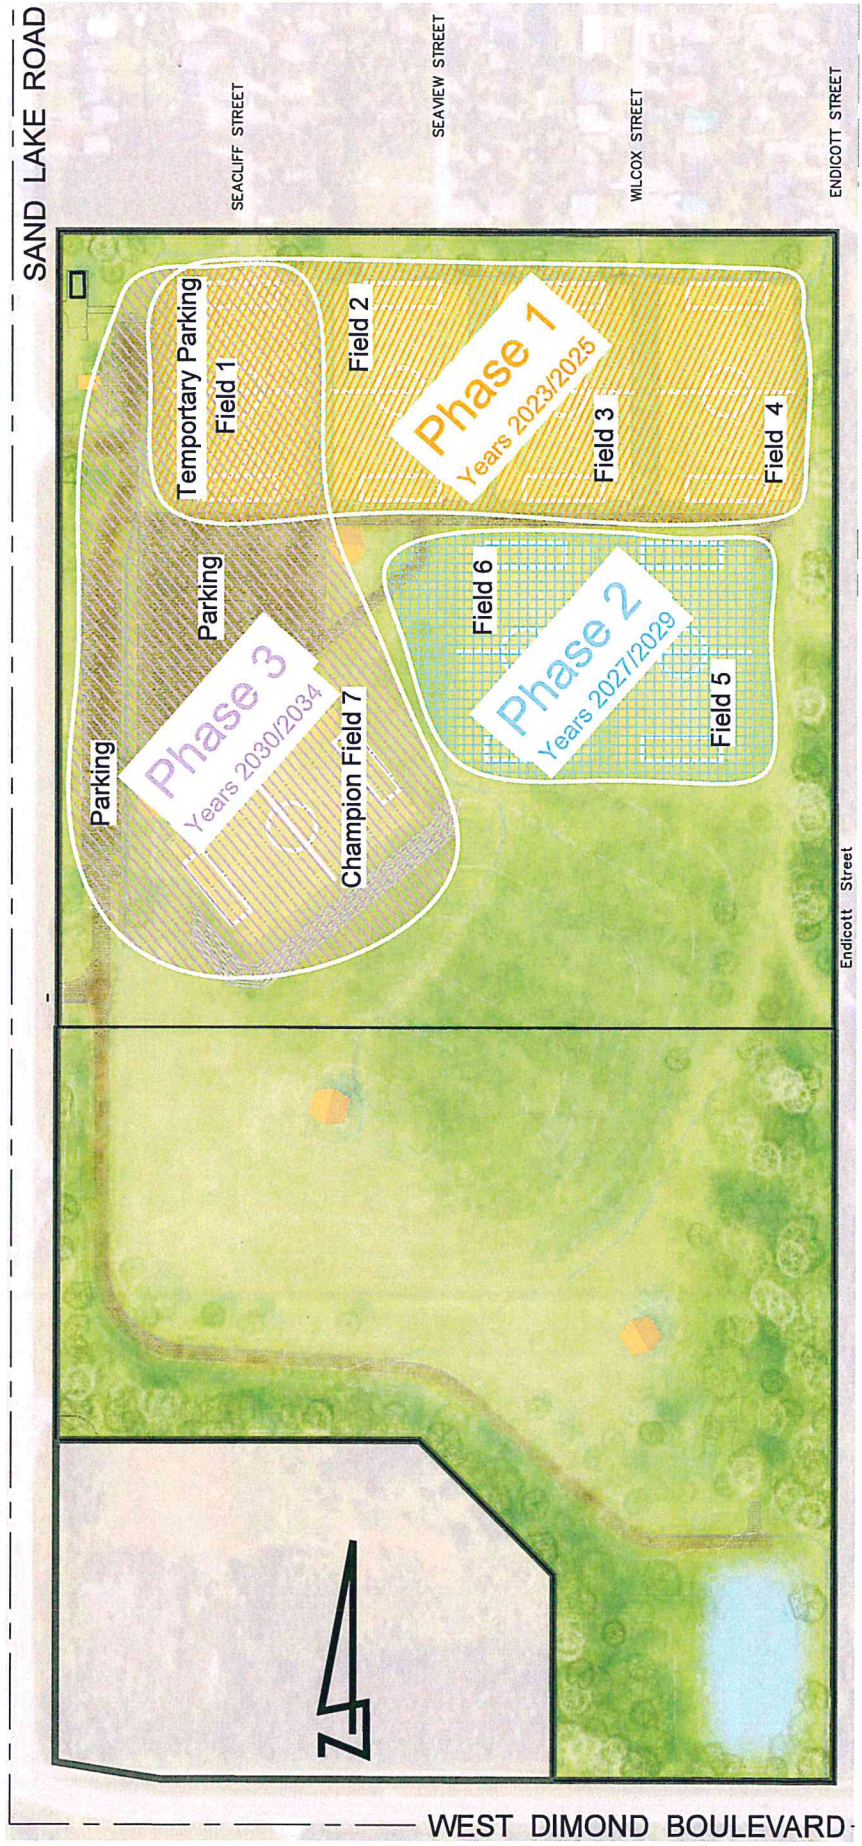 SAND LAKE ROAD
SEACLIFF STREET
SEAVIEW STREET
WILCOX STREET
ENDICOTT STREET
Temportary Parking
Field 1
Field 2
Phase 1
Years 2023/2025
Field 3
Field 4
Parking
Field 6
Phase 2
Years 2027/2029
Field 5
Parking
Phase 3
Years 2030/2034
Champion Field 7
Endicott Street
N
WEST DIMOND BOULEVARD